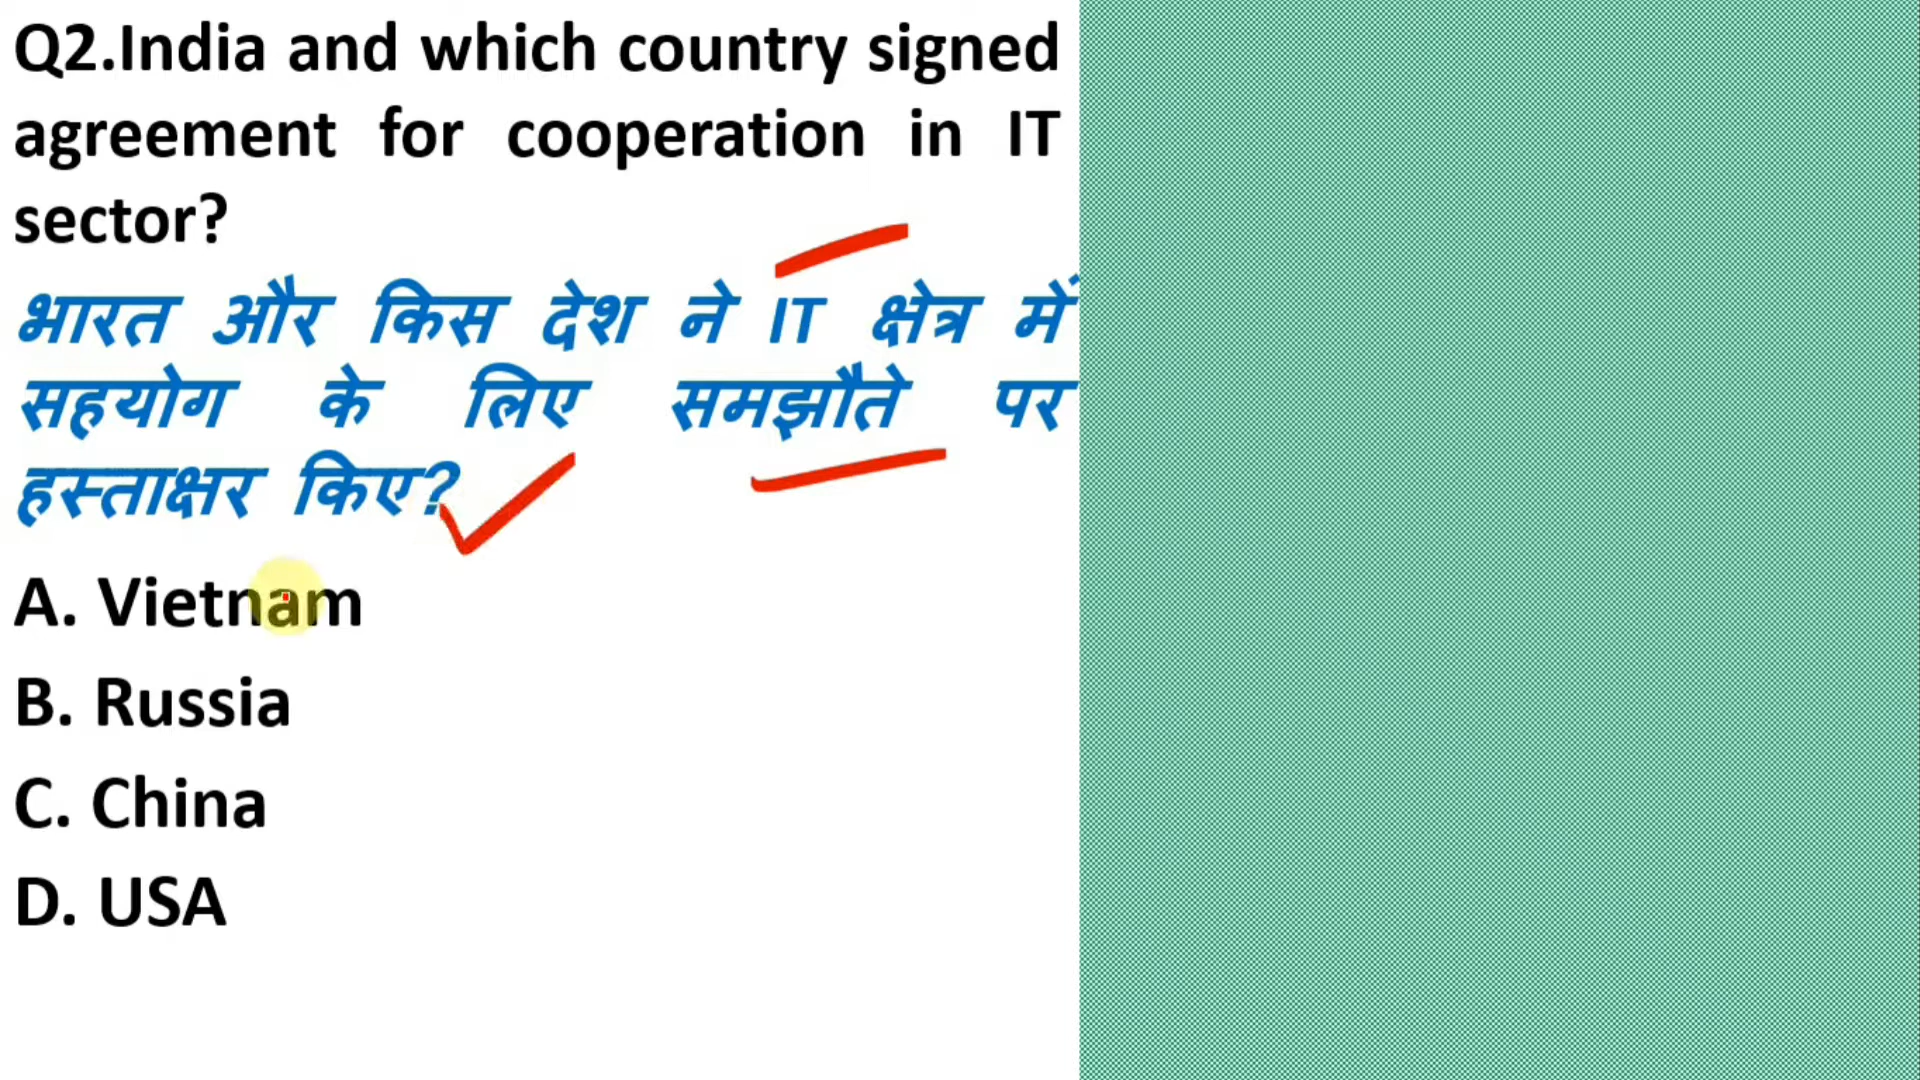 Q2.India and which country signed
agreement for cooperation in IT
sector?
भारत और किस देश ने IT क्षेत्र में
सहयोग के लिए समझौते पर
हस्ताक्षर किए?
A. Vietnam
B. Russia
C. China
D. USA